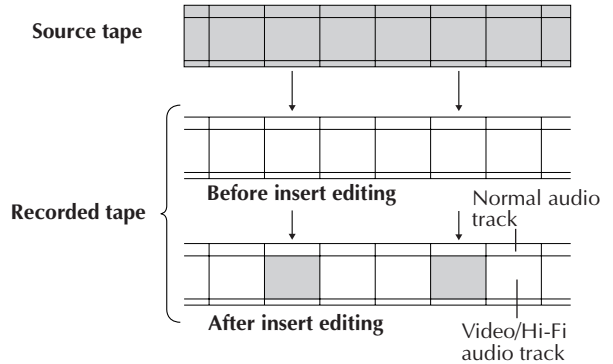 Source tape
Before insert editing
Normal audio
track
Recorded tape
After insert editing
Video/Hi-Fi
audio track